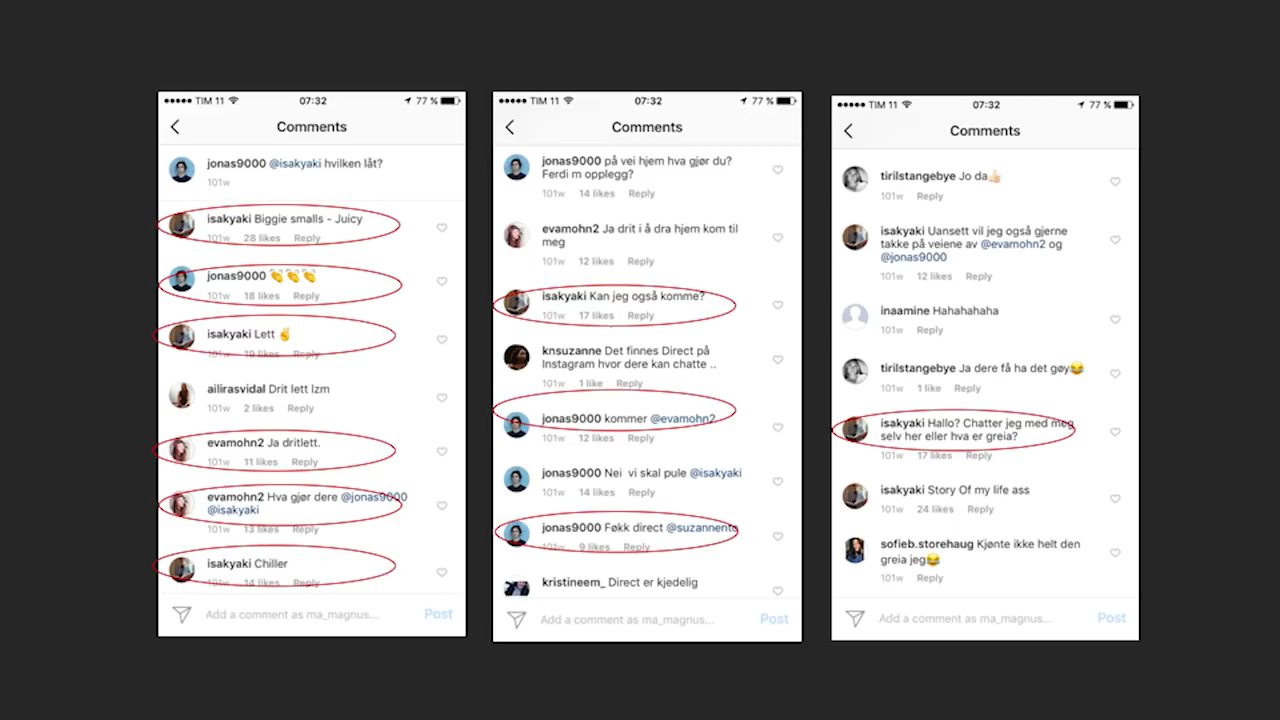 TIM 11 07:32 77 %
Comments
jonas9000 @isakyaki hvilken låt?
101w
isakyaki Biggie smalls - Juicy
101w 28 likes Reply
jonas9000 👏👏👏
101w 18 likes Reply
isakyaki Lett ✌
101w 19 likes Reply
ailirasvidal Drit lett lzm
101w 2 likes Reply
evamohn2 Ja dritlett.
101w 11 likes Reply
evamohn2 Hva gjør dere @jonas9000
@isakyaki
101w 13 likes Reply
isakyaki Chiller
101w 14 likes Reply
Add a comment as ma_magnus... Post
TIM 11 07:32 77 %
Comments
jonas9000 på vei hjem hva gjør du?
Ferdi m opplegg?
101w 14 likes Reply
evamohn2 Ja drit i å dra hjem kom til
meg
101w 12 likes Reply
isakyaki Kan jeg også komme?
101w 17 likes Reply
knsuzanne Det finnes Direct på
Instagram hvor dere kan chatte ..
101w 1 like Reply
jonas9000 kommer @evamohn2
101w 12 likes Reply
jonas9000 Nei vi skal pule @isakyaki
101w 14 likes Reply
jonas9000 Føkk direct
101w 9 likes Reply
kristineem_ Direct er kjedelig
Add a comment as ma_magnus... Post
TIM 11 07:32 77 %
Comments
tirilstangebye Jo da👍🏻
101w Reply
isakyaki Uansett vil jeg også gjerne
takke på veiene av @evamohn2 og
@jonas9000
101w 12 likes Reply
inaamine Hahahahaha
101w Reply
tirilstangebye Ja dere få ha det gøy😂
101w 1 like Reply
isakyaki Hallo? Chatter jeg med meg
selv her eller hva er greia?
101w 17 likes Reply
isakyaki Story Of my life ass
101w 24 likes Reply
sofieb.storehaug Kjønte ikke helt den
greia jeg😂
101w Reply
Add a comment as ma_magnus... Post